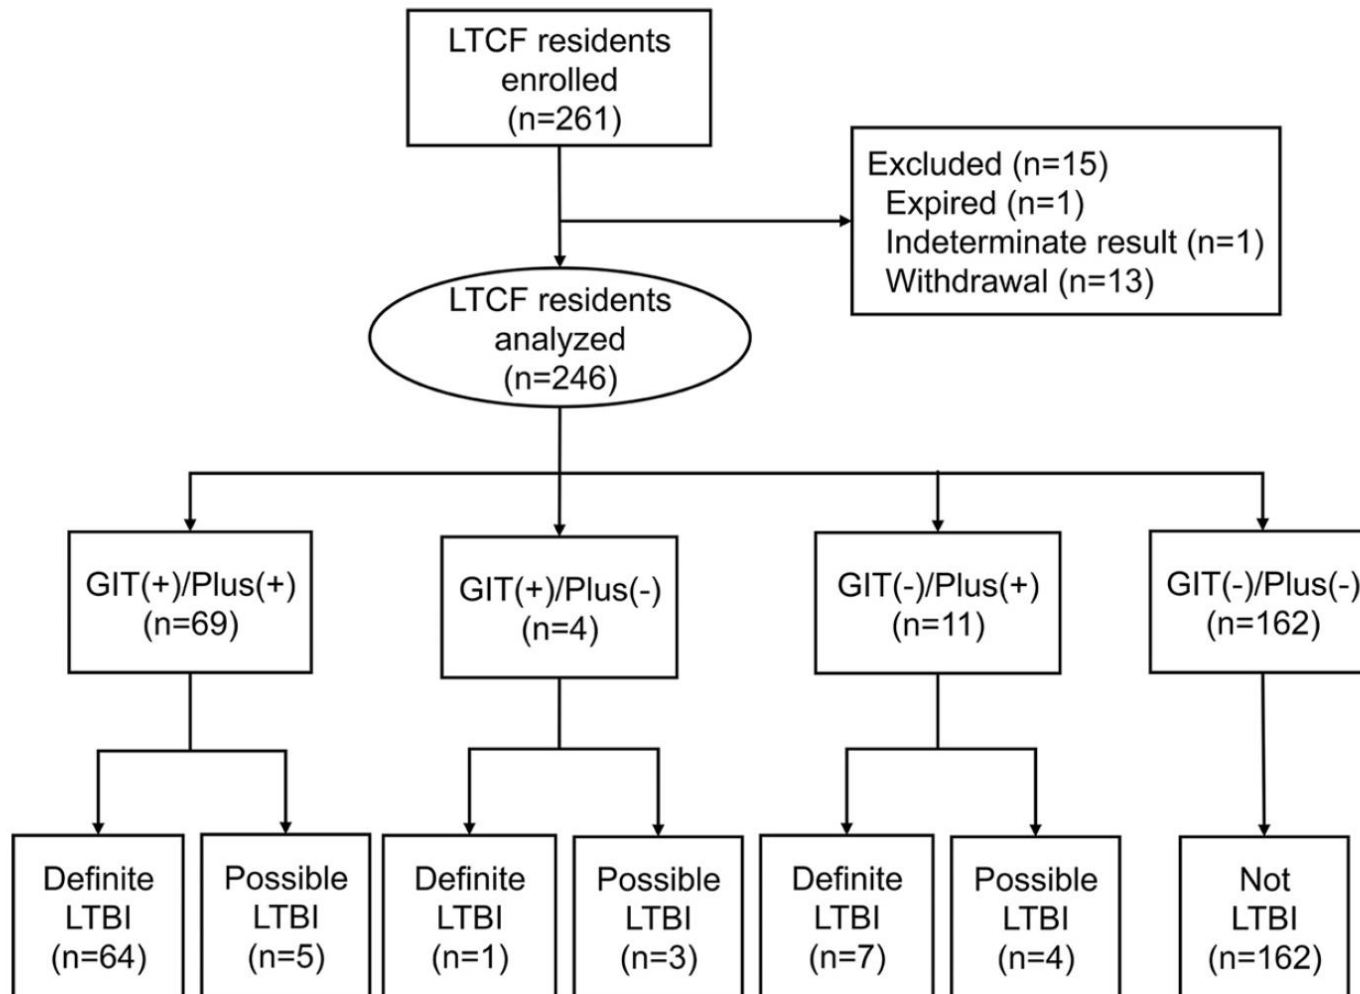 LTCF residents
enrolled
(n=261)
Excluded (n=15)
Expired (n=1)
Indeterminate result (n=1)
Withdrawal (n=13)
LTCF residents
analyzed
(n=246)
GIT(+)/Plus(+)
(n=69)
GIT(+)/Plus(-)
(n=4)
GIT(-)/Plus(+)
(n=11)
GIT(-)/Plus(-)
(n=162)
Definite
LTBI
(n=64)
Possible
LTBI
(n=5)
Definite
LTBI
(n=1)
Possible
LTBI
(n=3)
Definite
LTBI
(n=7)
Possible
LTBI
(n=4)
Not
LTBI
(n=162)